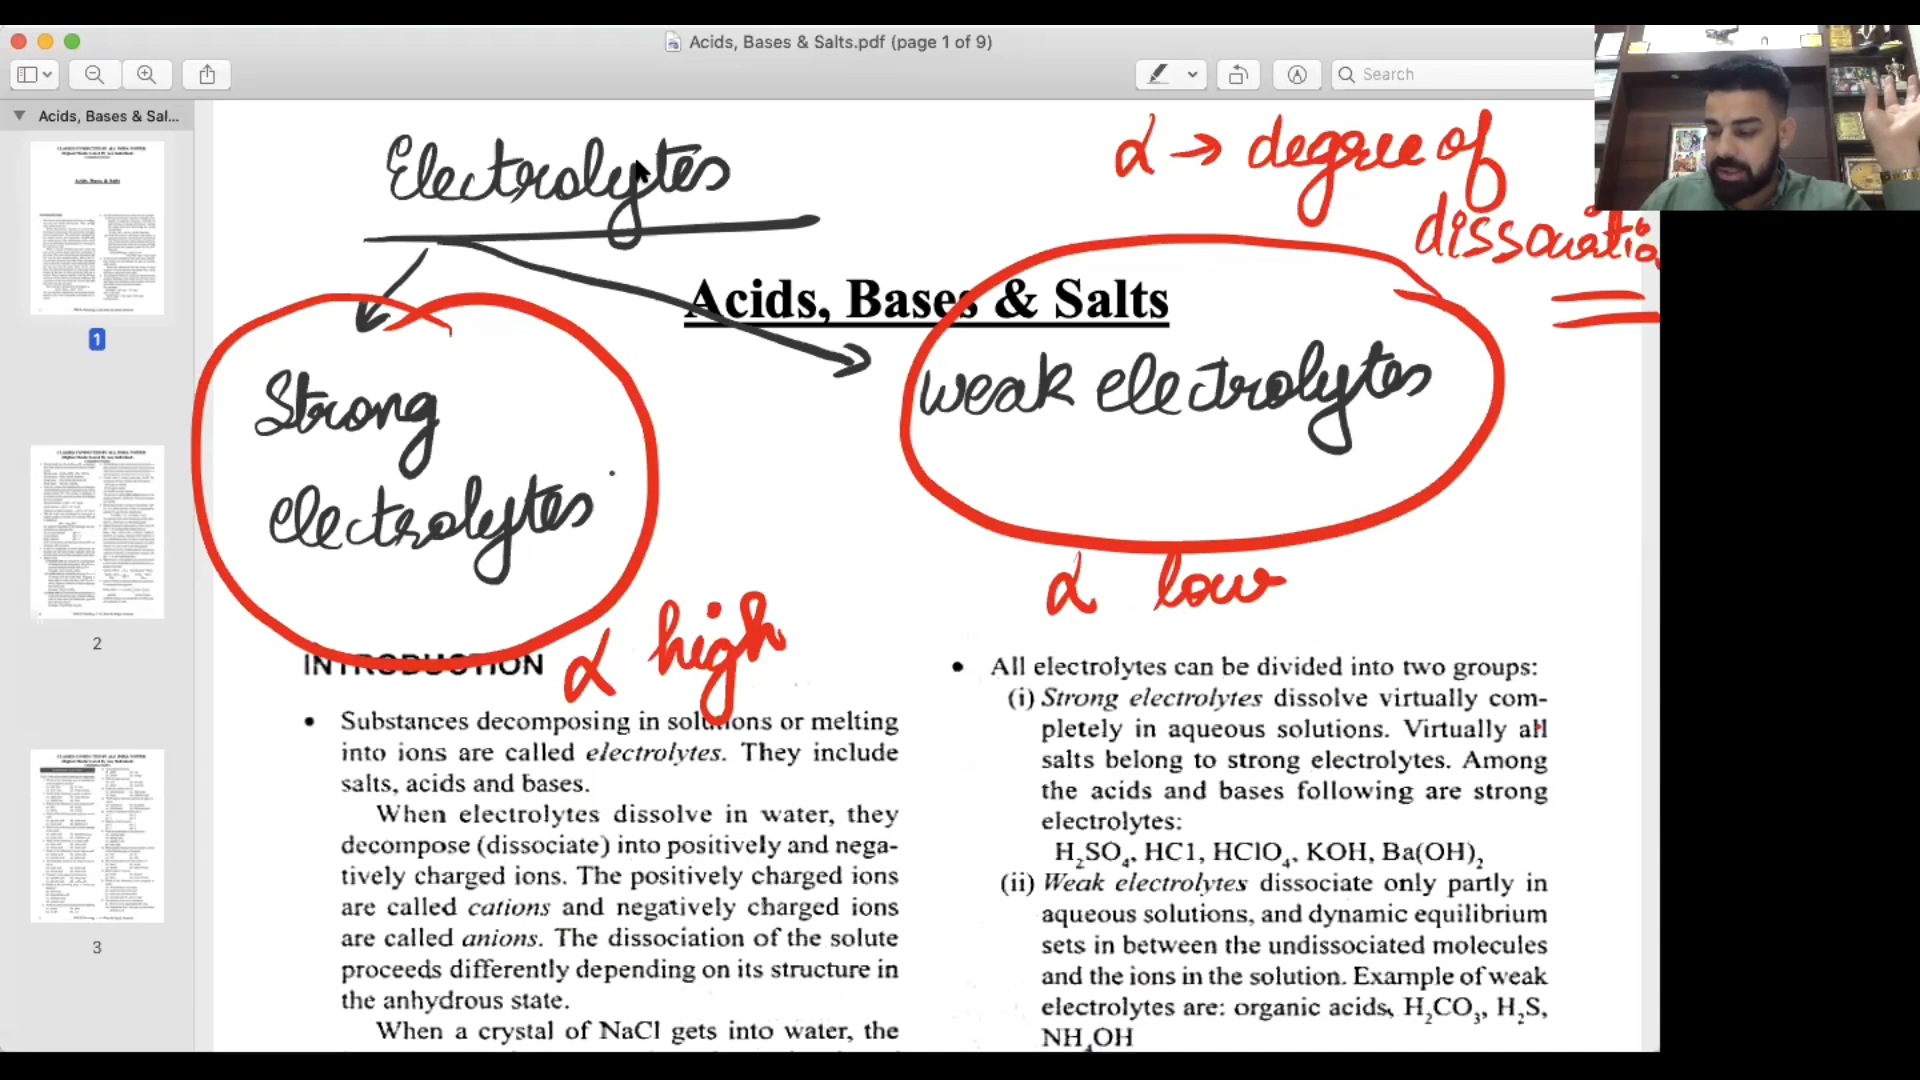 Acids, Bases & Salts.pdf (page 1 of 9)
Search
Acids, Bases & Sal...
1
2
3
Electrolytes
α → degree of
dissociatio
Acids, Bases & Salts
Strong
electrolytes
weak electrolytes
α high
α low
INTRODUCTION
• Substances decomposing in solutions or melting
into ions are called electrolytes. They include
salts, acids and bases.
When electrolytes dissolve in water, they
decompose (dissociate) into positively and nega-
tively charged ions. The positively charged ions
are called cations and negatively charged ions
are called anions. The dissociation of the solute
proceeds differently depending on its structure in
the anhydrous state.
When a crystal of NaCl gets into water, the
• All electrolytes can be divided into two groups:
(i) Strong electrolytes dissolve virtually com-
pletely in aqueous solutions. Virtually all
salts belong to strong electrolytes. Among
the acids and bases following are strong
electrolytes:
H₂SO₄, HC1, HClO₄, KOH, Ba(OH)₂
(ii) Weak electrolytes dissociate only partly in
aqueous solutions, and dynamic equilibrium
sets in between the undissociated molecules
and the ions in the solution. Example of weak
electrolytes are: organic acids, H₂CO₃, H₂S,
NH₄OH